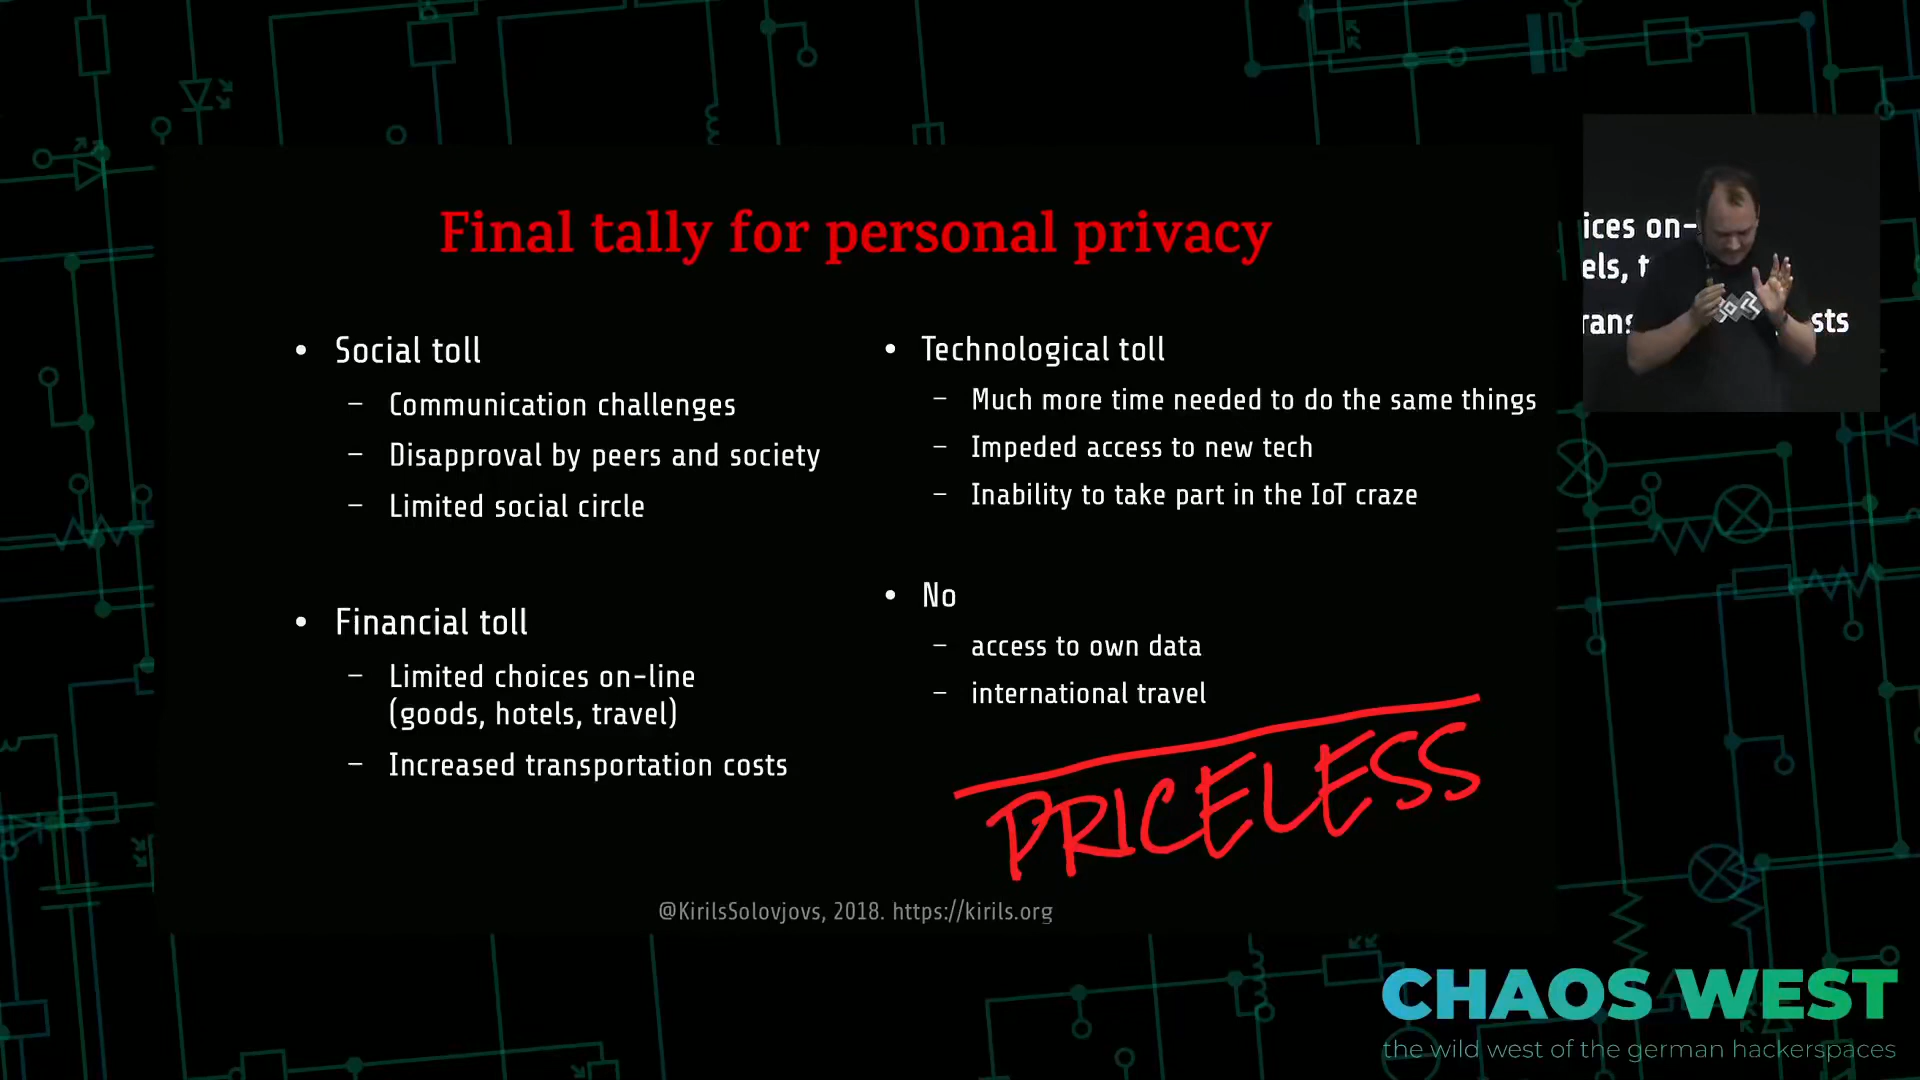 Final tally for personal privacy
• Social toll
– Communication challenges
– Disapproval by peers and society
– Limited social circle
• Financial toll
– Limited choices on-line
(goods, hotels, travel)
– Increased transportation costs
• Technological toll
– Much more time needed to do the same things
– Impeded access to new tech
– Inability to take part in the IoT craze
• No
– access to own data
– international travel
PRICELESS
@KirilsSolovjovs, 2018. https://kirils.org
ices on-
els, t
rans sts
CHAOS WEST
the wild west of the german hackerspaces